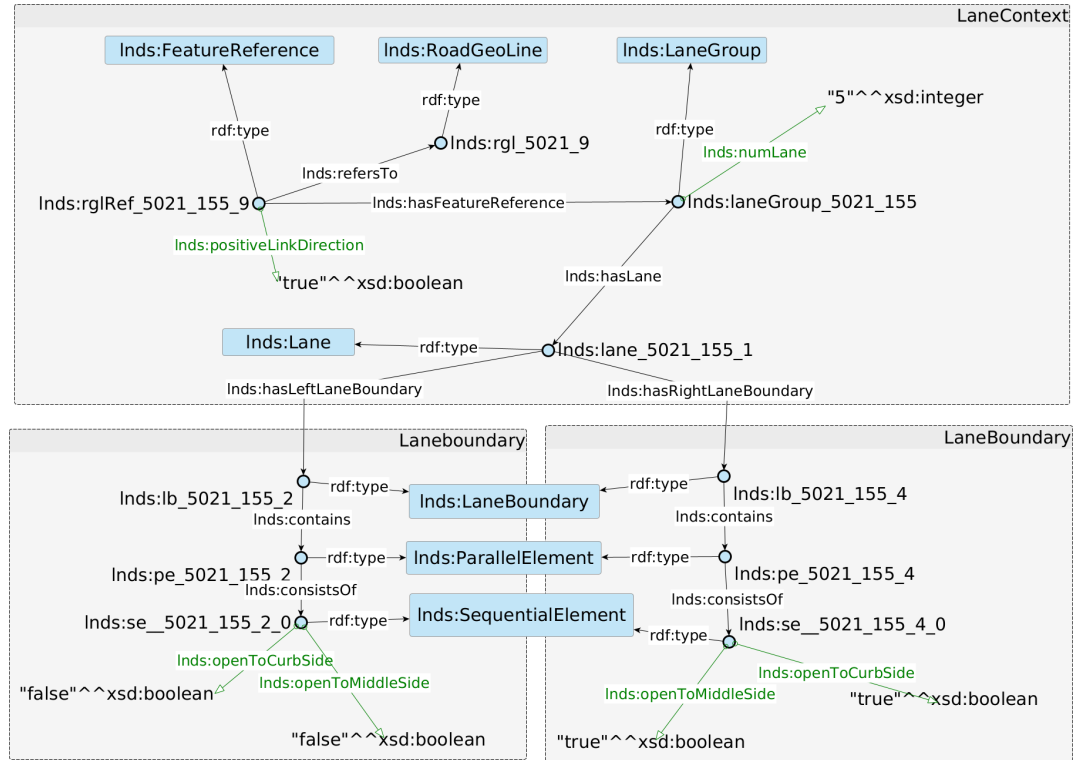 LaneContext
lnds:FeatureReference
lnds:RoadGeoLine
lnds:LaneGroup
"5"^^xsd:integer
rdf:type
rdf:type
rdf:type
lnds:numLane
lnds:rgl_5021_9
lnds:refersTo
lnds:rglRef_5021_155_9
lnds:hasFeatureReference
lnds:laneGroup_5021_155
lnds:positiveLinkDirection
"true"^^xsd:boolean
lnds:hasLane
lnds:Lane
rdf:type
lnds:lane_5021_155_1
lnds:hasLeftLaneBoundary
lnds:hasRightLaneBoundary
Laneboundary
LaneBoundary
lnds:lb_5021_155_2
rdf:type
lnds:LaneBoundary
rdf:type
lnds:lb_5021_155_4
lnds:contains
lnds:contains
lnds:pe_5021_155_2
rdf:type
lnds:ParallelElement
rdf:type
lnds:pe_5021_155_4
lnds:consistsOf
lnds:consistsOf
lnds:se__5021_155_2_0
rdf:type
lnds:SequentialElement
rdf:type
lnds:se__5021_155_4_0
lnds:openToCurbSide
lnds:openToMiddleSide
lnds:openToCurbSide
lnds:openToMiddleSide
"false"^^xsd:boolean
"true"^^xsd:boolean
"false"^^xsd:boolean
"true"^^xsd:boolean